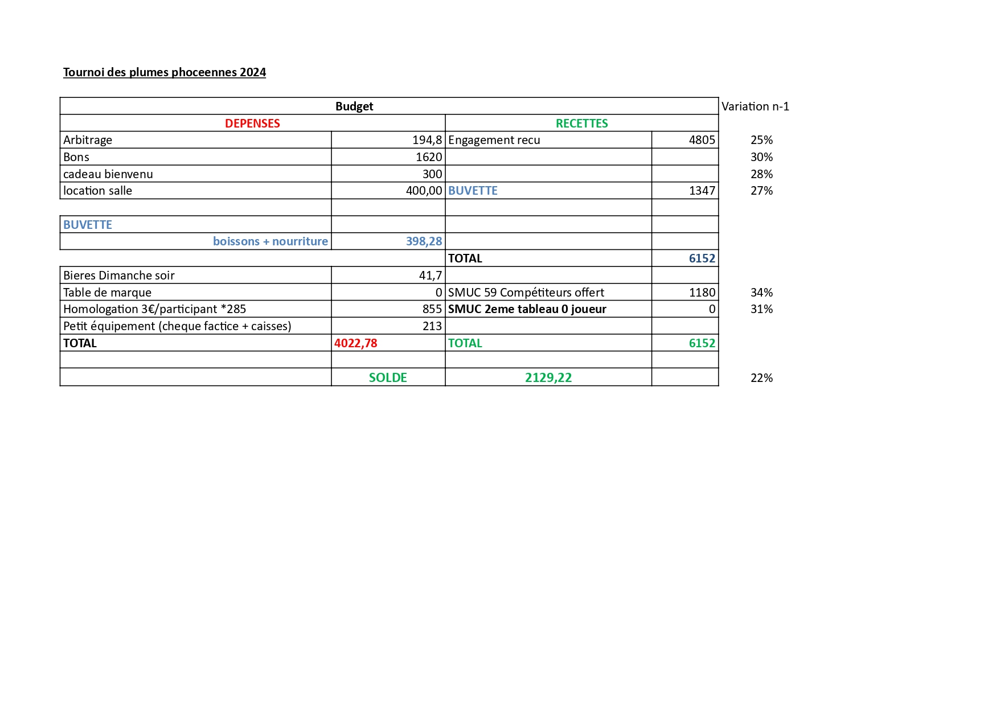 Tournoi des plumes phoceennes 2024
Budget Variation n-1
DEPENSES RECETTES
Arbitrage 194,8 Engagement recu 4805 25%
Bons 1620 30%
cadeau bienvenu 300 28%
location salle 400,00 BUVETTE 1347 27%
BUVETTE
boissons + nourriture 398,28
TOTAL 6152
Bieres Dimanche soir 41,7
Table de marque 0 SMUC 59 Compétiteurs offert 1180 34%
Homologation 3€/participant *285 855 SMUC 2eme tableau 0 joueur 0 31%
Petit équipement (cheque factice + caisses) 213
TOTAL 4022,78 TOTAL 6152
SOLDE 2129,22 22%